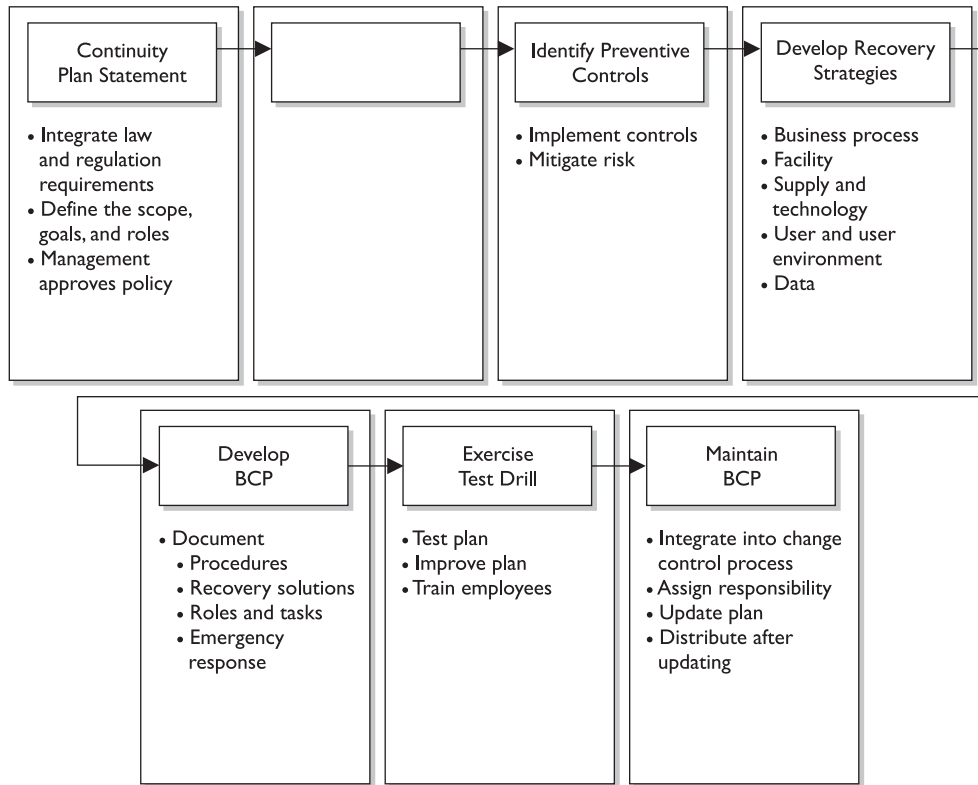 Continuity
Plan Statement
• Integrate law
and regulation
requirements
• Define the scope,
goals, and roles
• Management
approves policy
Identify Preventive
Controls
• Implement controls
• Mitigate risk
Develop Recovery
Strategies
• Business process
• Facility
• Supply and
technology
• User and user
environment
• Data
Develop
BCP
• Document
• Procedures
• Recovery solutions
• Roles and tasks
• Emergency
response
Exercise
Test Drill
• Test plan
• Improve plan
• Train employees
Maintain
BCP
• Integrate into change
control process
• Assign responsibility
• Update plan
• Distribute after
updating